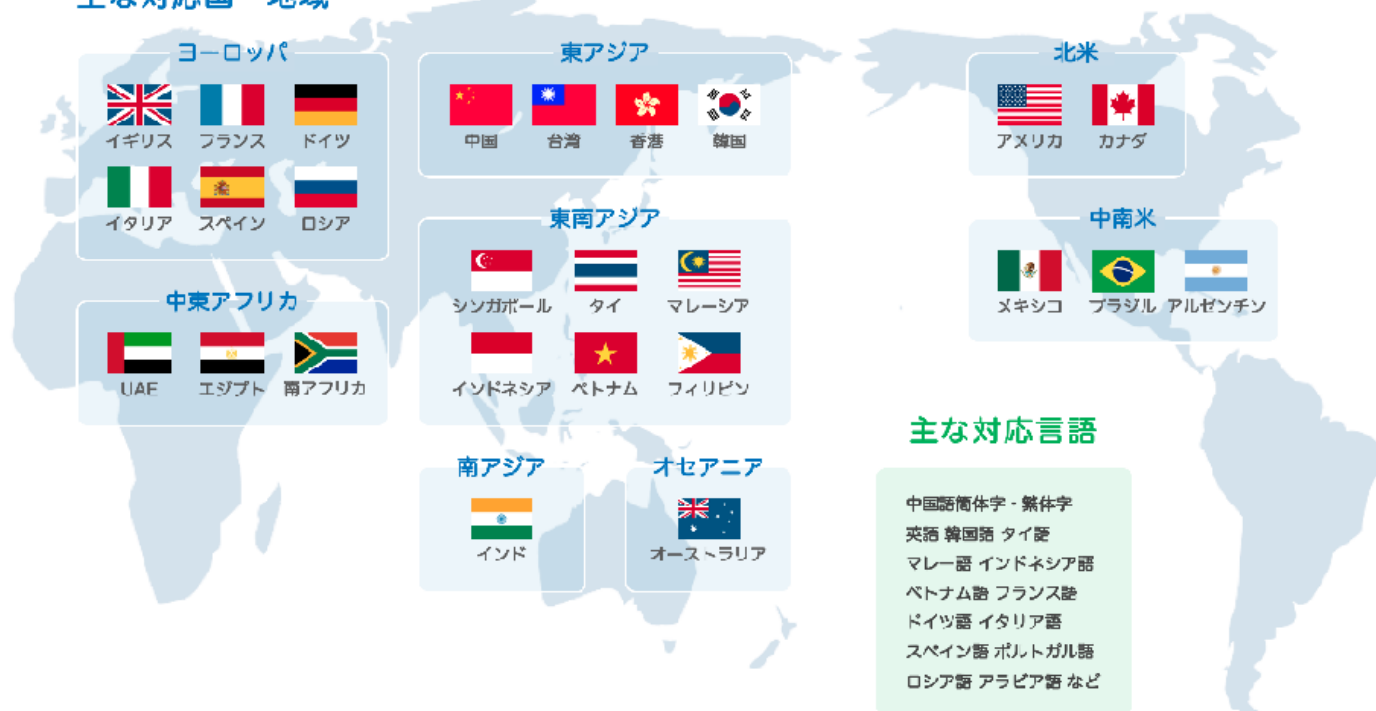 主な対応国・地域
ヨーロッパ
イギリス フランス ドイツ
イタリア スペイン ロシア
中東アフリカ
UAE エジプト 南アフリカ
東アジア
中国 台湾 香港 韓国
東南アジア
シンガポール タイ マレーシア
インドネシア ベトナム フィリピン
南アジア
インド
オセアニア
オーストラリア
北米
アメリカ カナダ
中南米
メキシコ ブラジル アルゼンチン
主な対応言語
中国語簡体字 - 繁体字
英語 韓国語 タイ語
マレー語 インドネシア語
ベトナム語 フランス語
ドイツ語 イタリア語
スペイン語 ポルトガル語
ロシア語 アラビア語 など